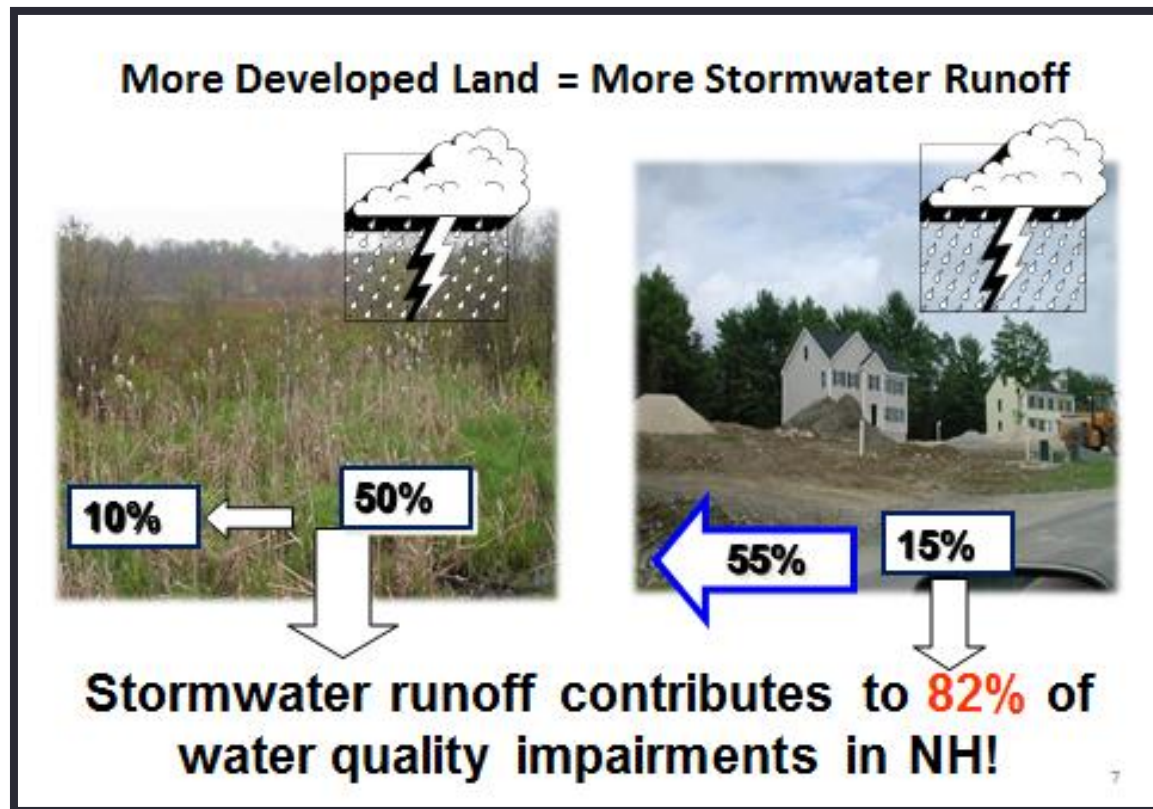 More Developed Land = More Stormwater Runoff
10%
50%
55%
15%
Stormwater runoff contributes to 82% of
water quality impairments in NH!
7